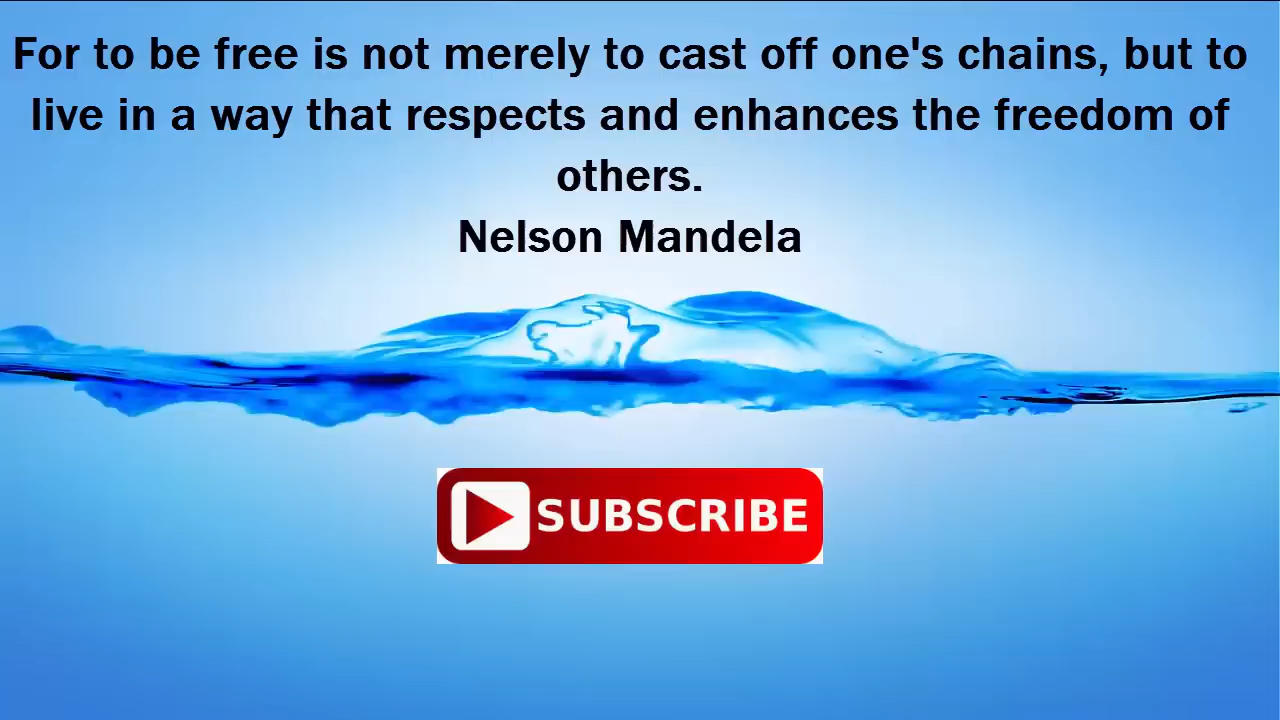 For to be free is not merely to cast off one's chains, but to
live in a way that respects and enhances the freedom of
others.
Nelson Mandela
SUBSCRIBE